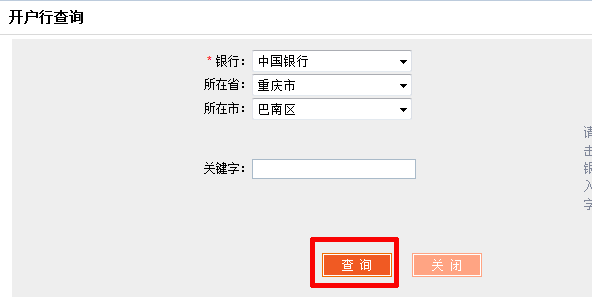 开户行查询
* 银行： 中国银行
所在省： 重庆市
所在市： 巴南区
关键字：
查 询 关 闭
请
击
银
入
字